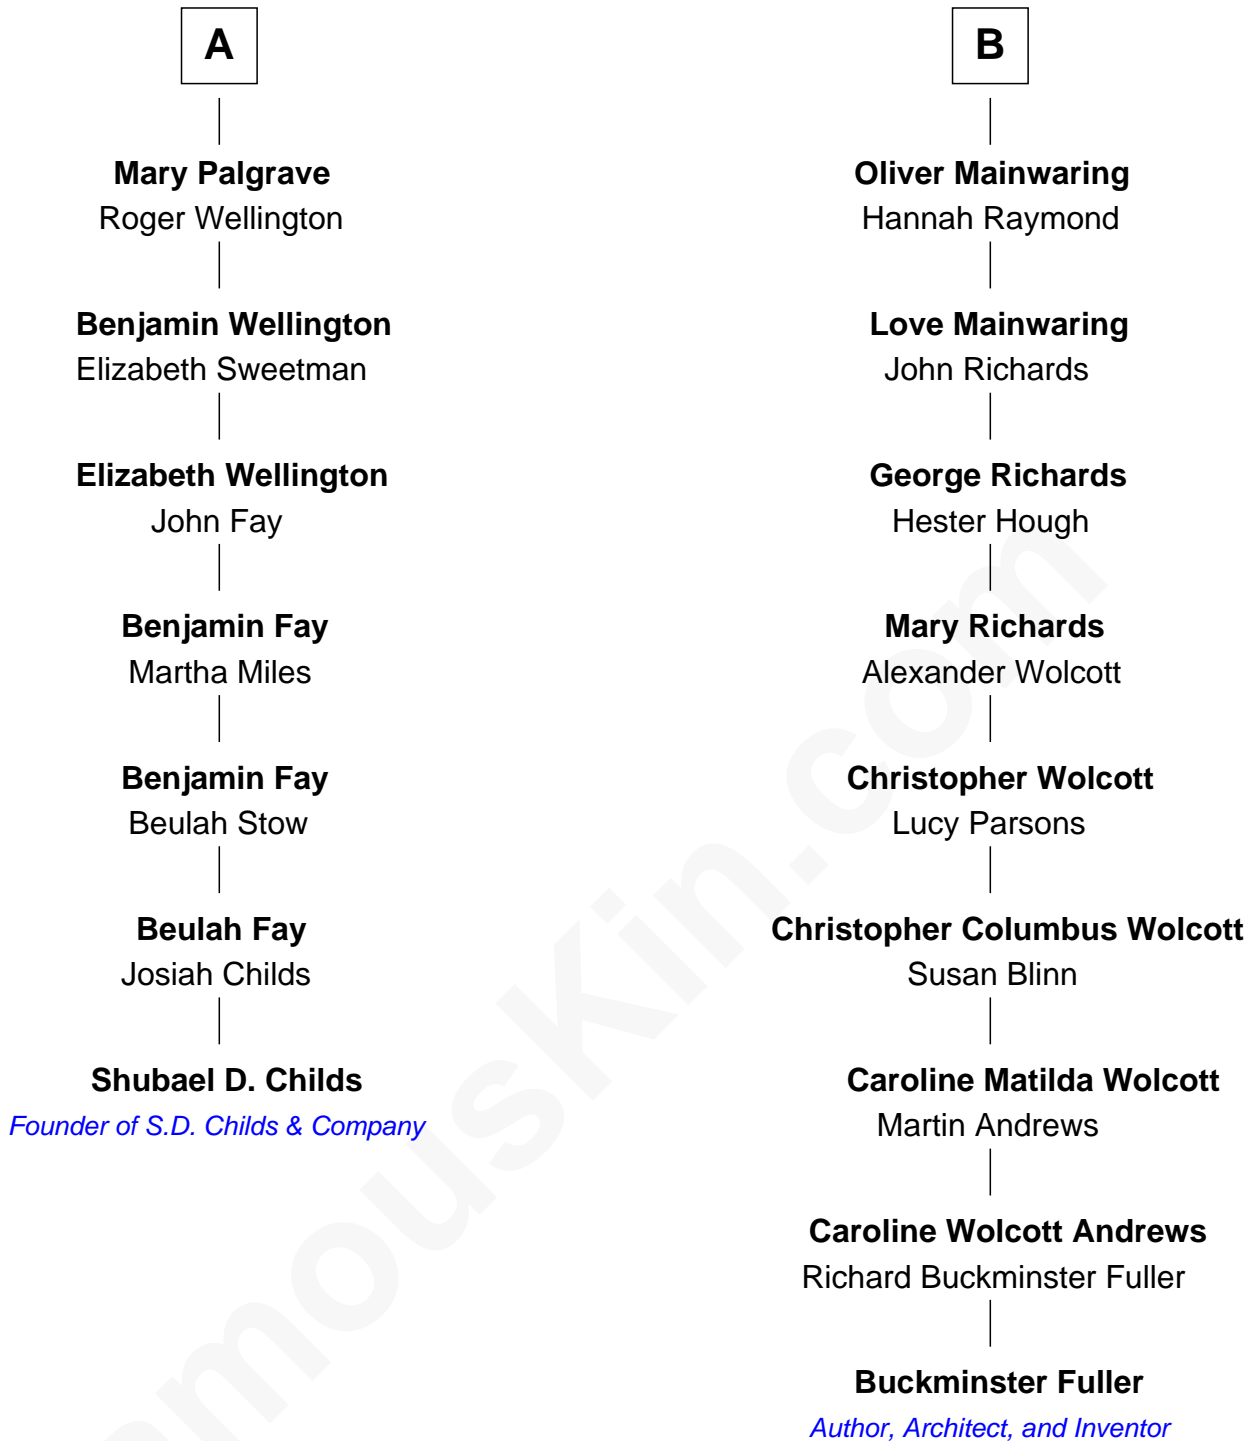 A
Mary Palgrave
Roger Wellington
Benjamin Wellington
Elizabeth Sweetman
Elizabeth Wellington
John Fay
Benjamin Fay
Martha Miles
Benjamin Fay
Beulah Stow
Beulah Fay
Josiah Childs
Shubael D. Childs
Founder of S.D. Childs & Company
B
Oliver Mainwaring
Hannah Raymond
Love Mainwaring
John Richards
George Richards
Hester Hough
Mary Richards
Alexander Wolcott
Christopher Wolcott
Lucy Parsons
Christopher Columbus Wolcott
Susan Blinn
Caroline Matilda Wolcott
Martin Andrews
Caroline Wolcott Andrews
Richard Buckminster Fuller
Buckminster Fuller
Author, Architect, and Inventor
amousKin.com